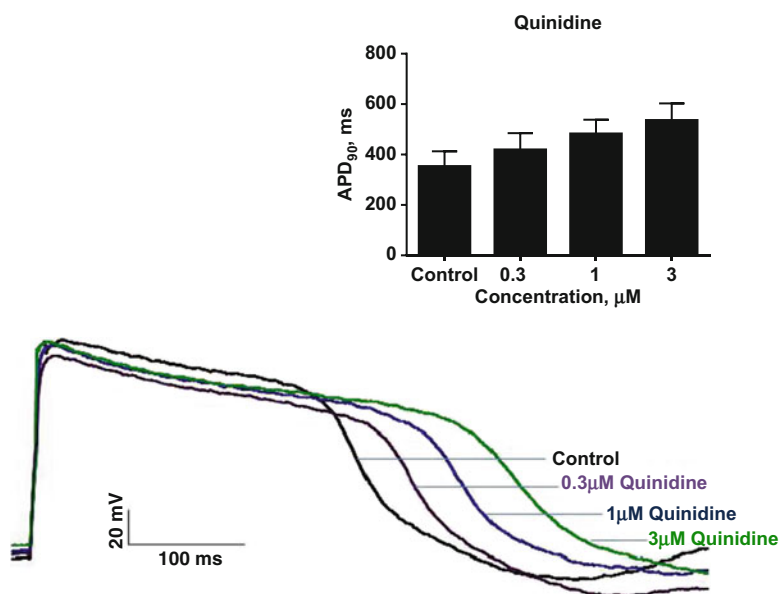 Quinidine
800
600
400
200
0
APD₉₀, ms
Control 0.3 1 3
Concentration, μM
Control
0.3μM Quinidine
1μM Quinidine
3μM Quinidine
20 mV
100 ms